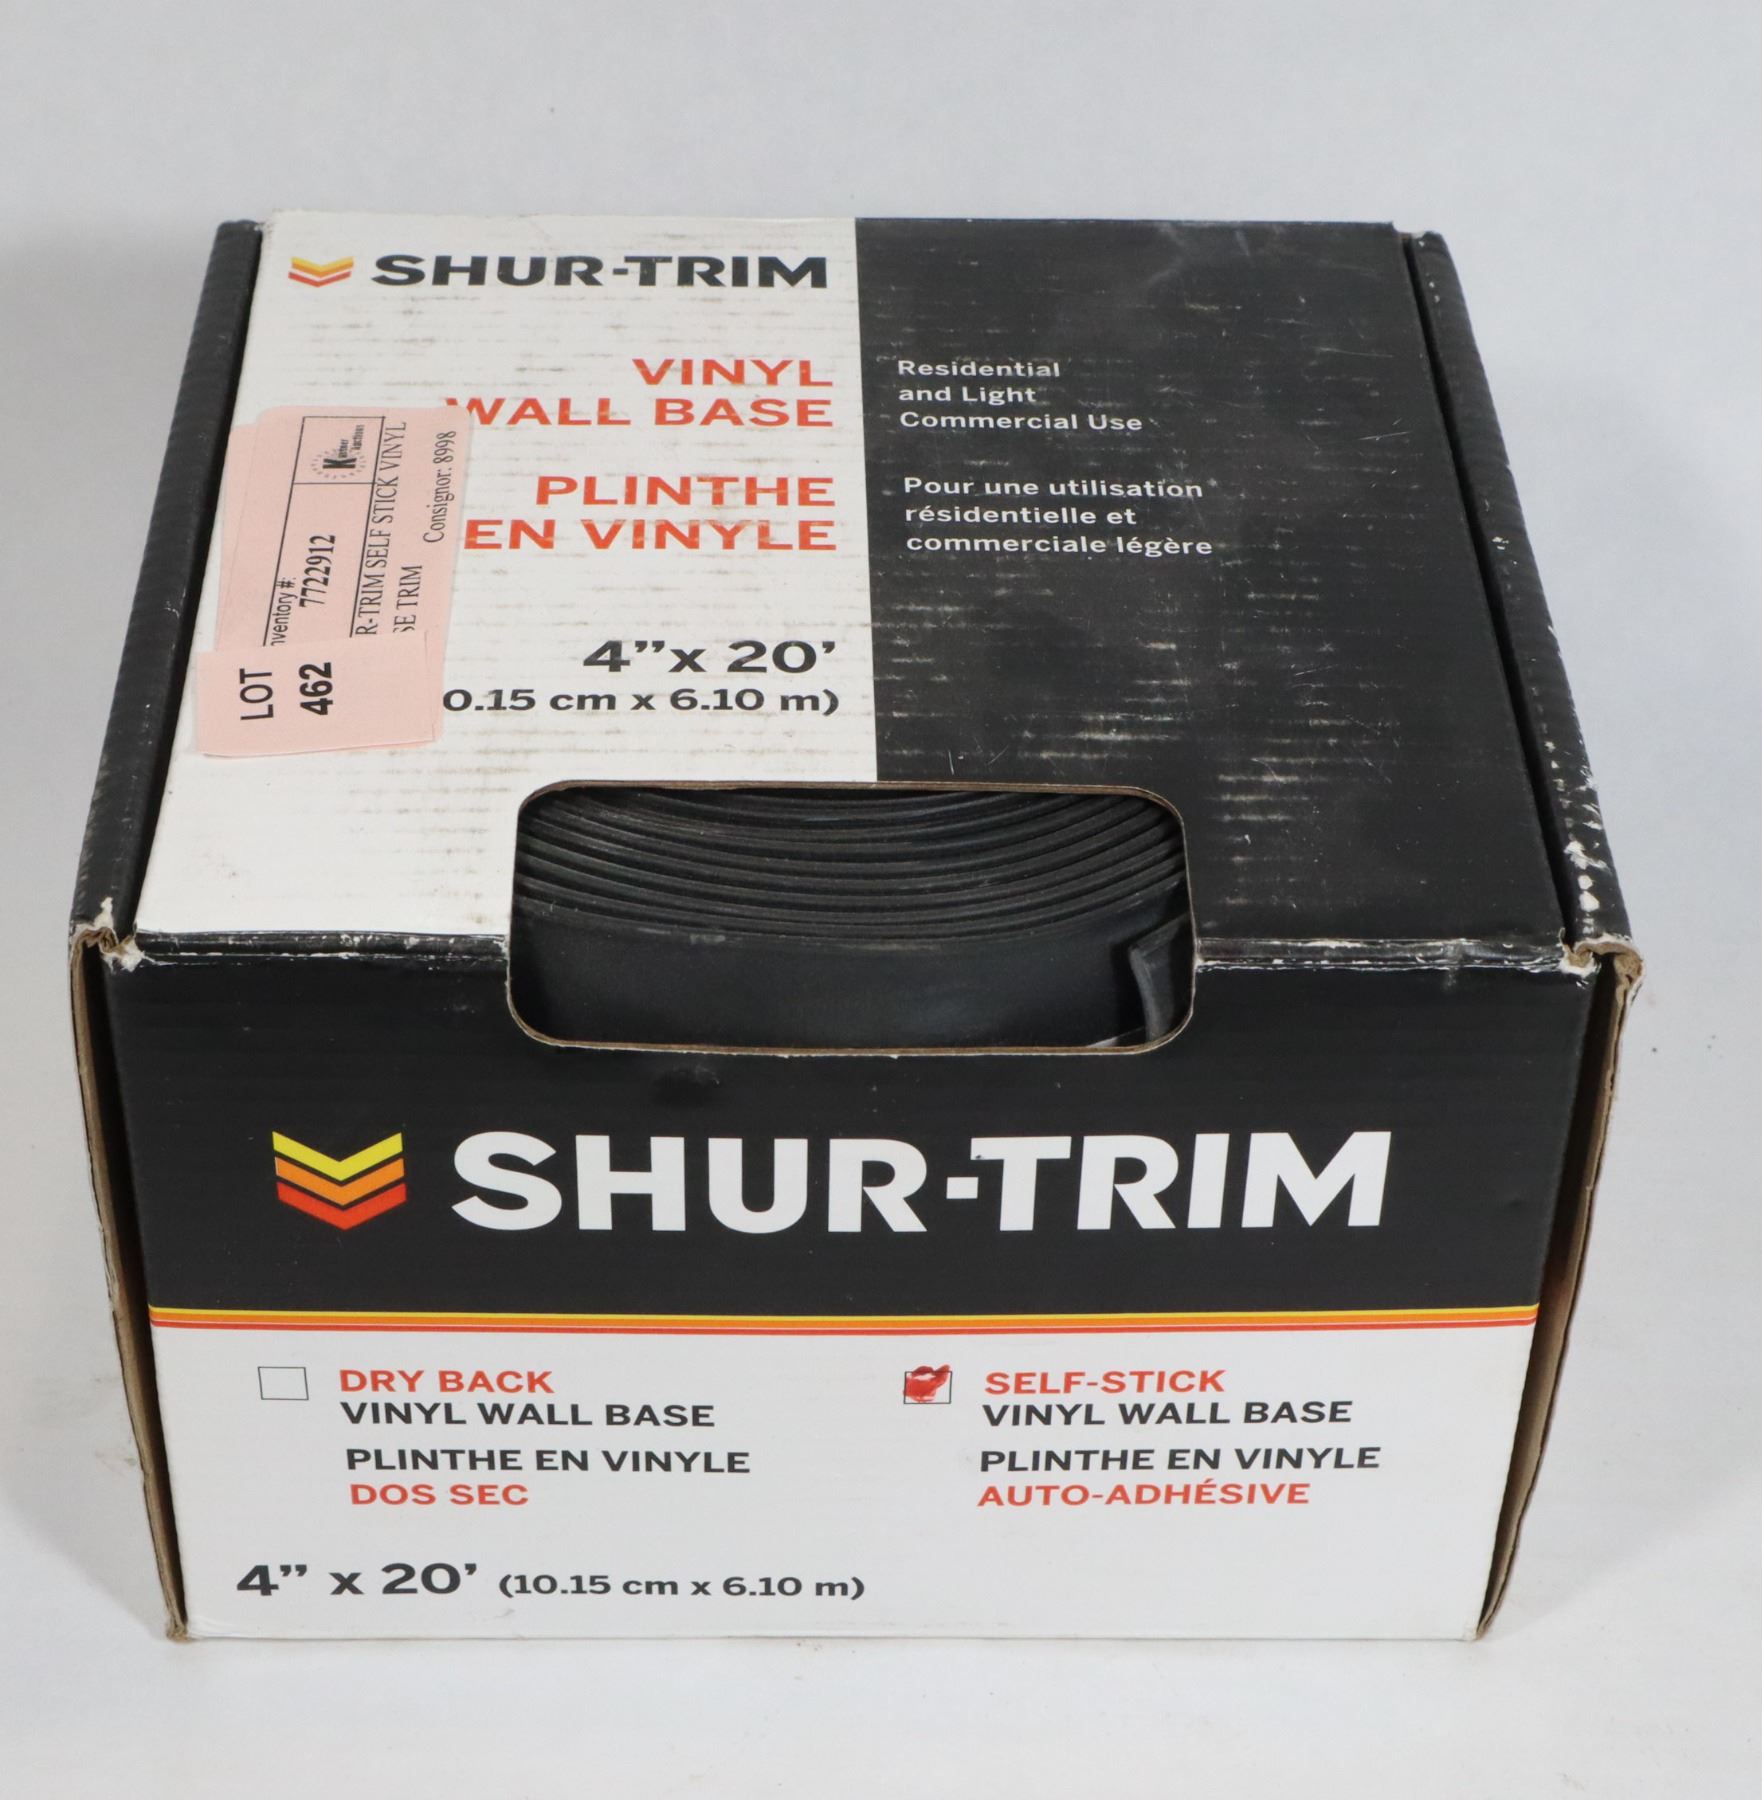 SHUR-TRIM
VINYL
WALL BASE
PLINTHE
EN VINYLE
4”x 20’
0.15 cm x 6.10 m)
Residential
and Light
Commercial Use
Pour une utilisation
résidentielle et
commerciale légère
nventory #:
7722912
R-TRIM SELF STICK VINYL
SE TRIM
Consignor: 8998
LOT
462
SHUR-TRIM
DRY BACK
VINYL WALL BASE
PLINTHE EN VINYLE
DOS SEC
SELF-STICK
VINYL WALL BASE
PLINTHE EN VINYLE
AUTO-ADHÉSIVE
4” x 20’ (10.15 cm x 6.10 m)